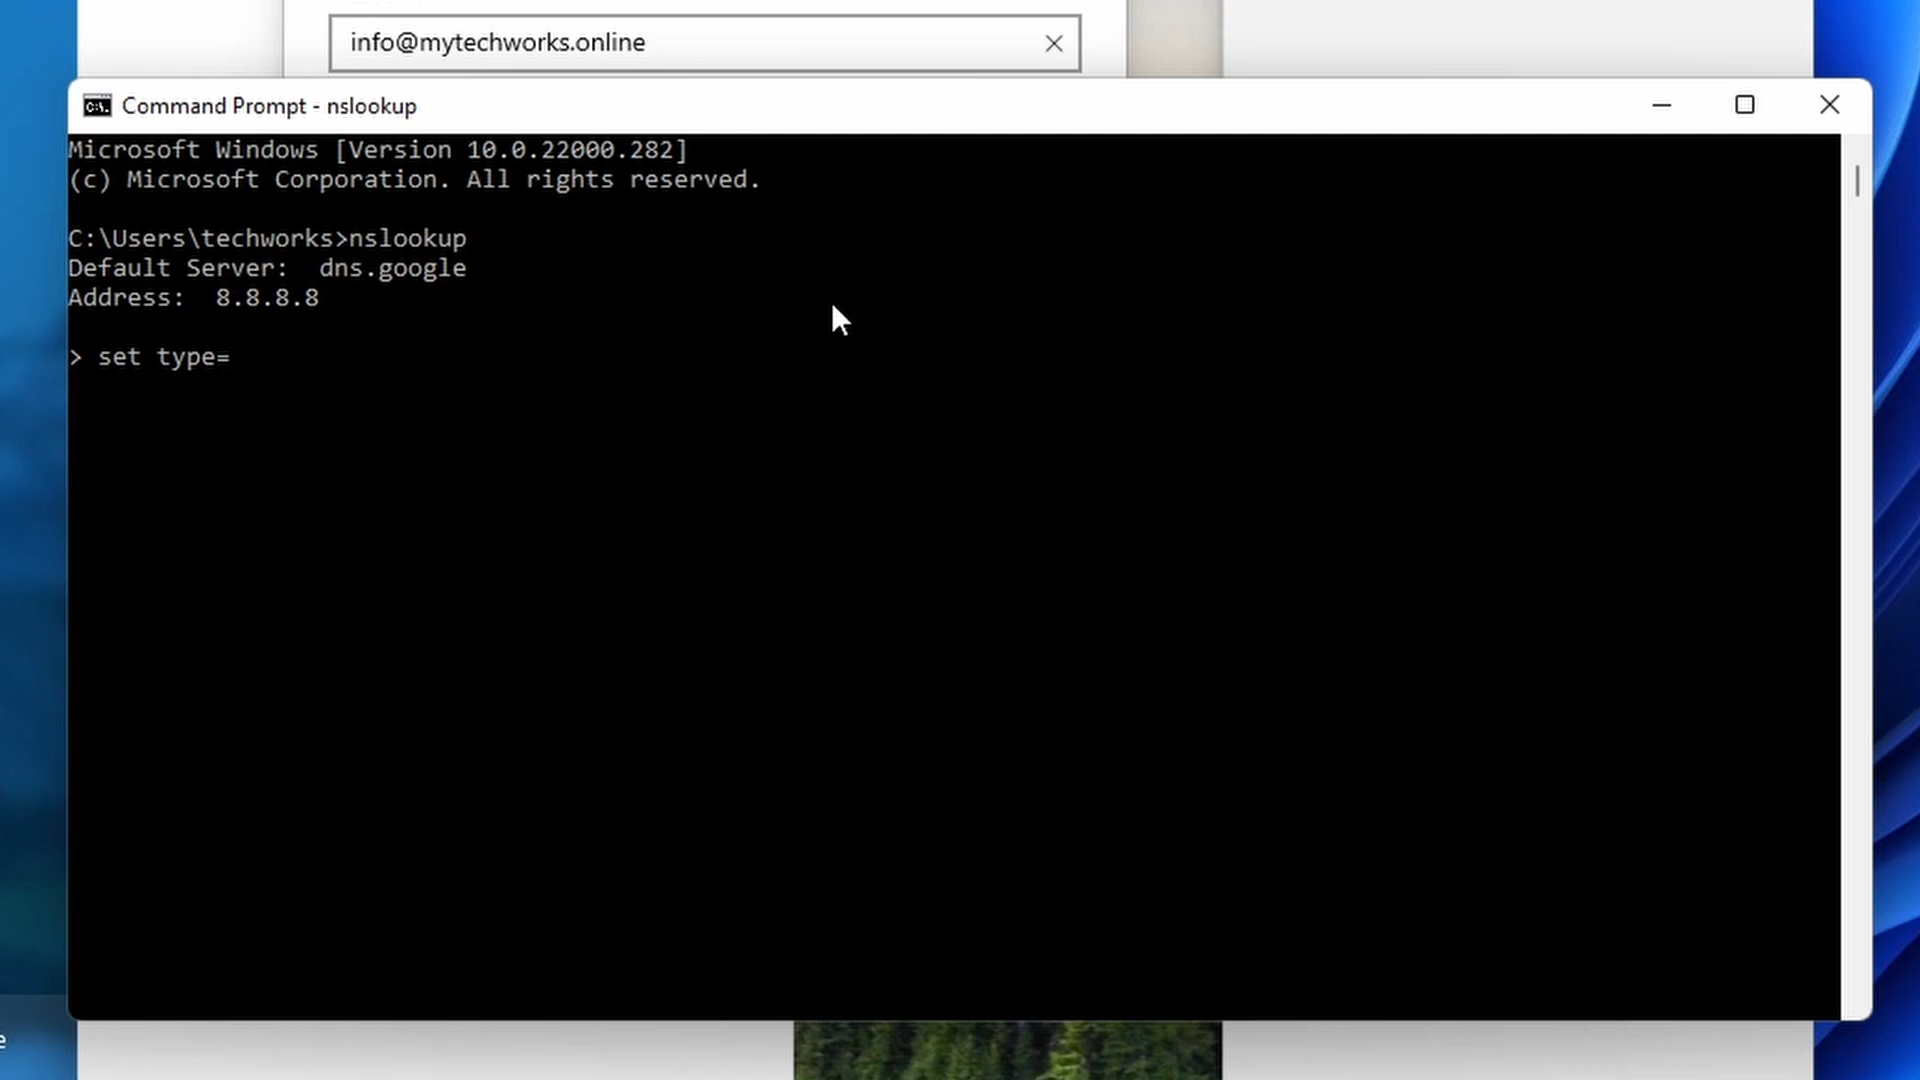 info@mytechworks.online
Command Prompt - nslookup
Microsoft Windows [Version 10.0.22000.282]
(c) Microsoft Corporation. All rights reserved.
C:\Users\techworks>nslookup
Default Server:  dns.google
Address:  8.8.8.8
> set type=
e